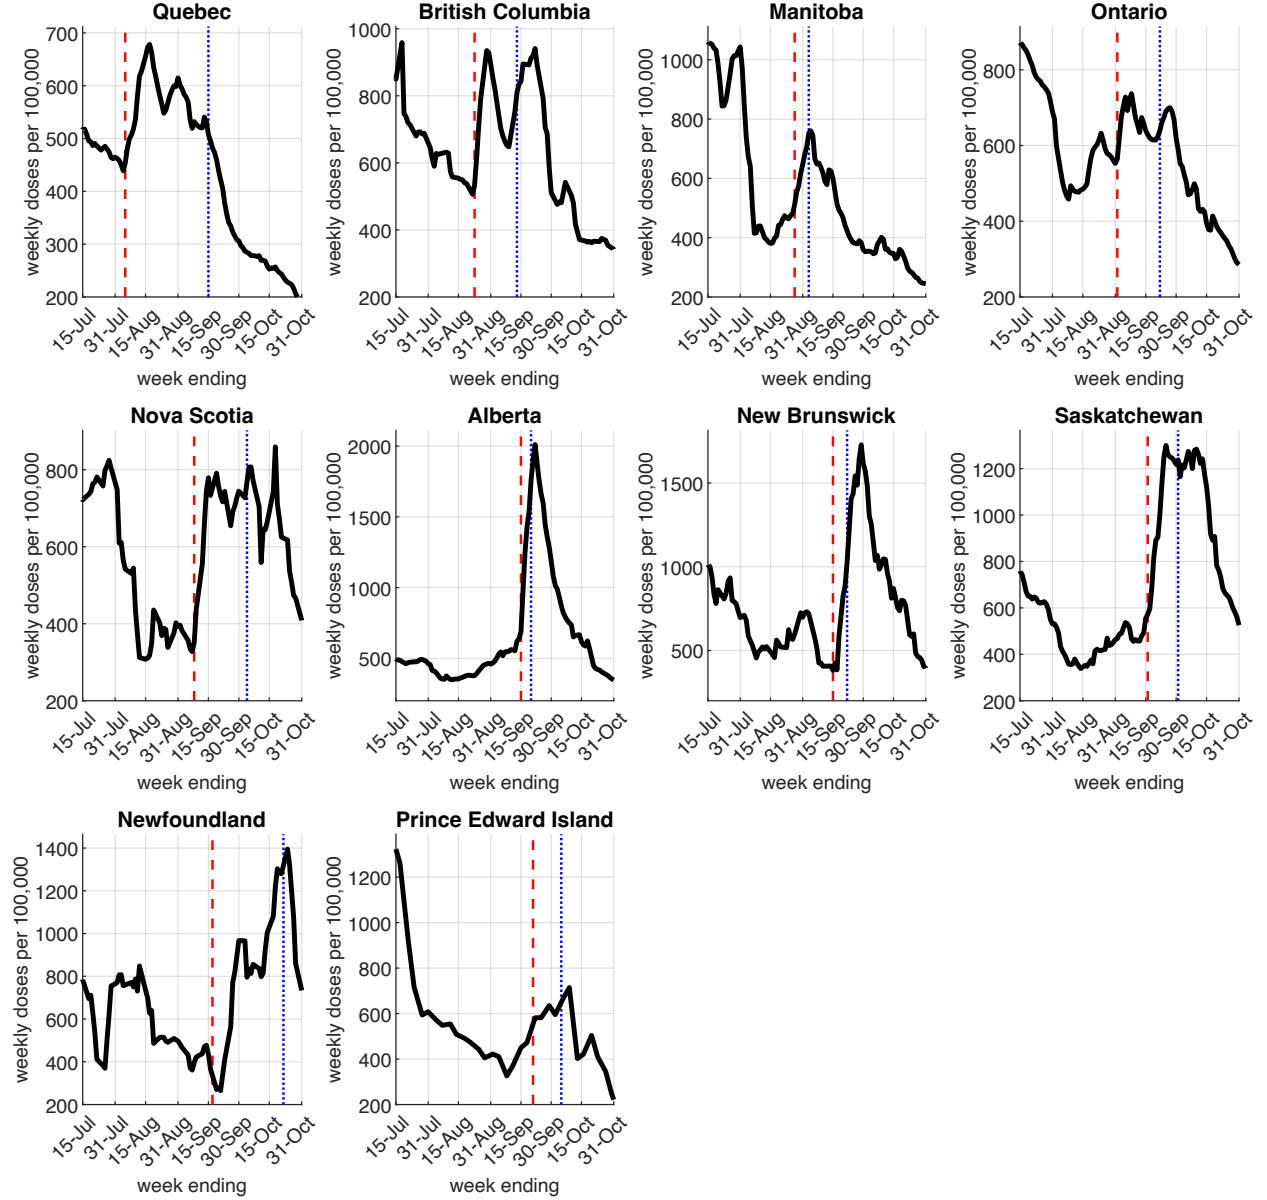 Quebec
weekly doses per 100,000
700
600
500
400
300
200
15-Jul
31-Jul
15-Aug
31-Aug
15-Sep
30-Sep
15-Oct
31-Oct
week ending
British Columbia
weekly doses per 100,000
1000
800
600
400
200
15-Jul
31-Jul
15-Aug
31-Aug
15-Sep
30-Sep
15-Oct
31-Oct
week ending
Manitoba
weekly doses per 100,000
1000
800
600
400
200
15-Jul
31-Jul
15-Aug
31-Aug
15-Sep
30-Sep
15-Oct
31-Oct
week ending
Ontario
weekly doses per 100,000
800
600
400
200
15-Jul
31-Jul
15-Aug
31-Aug
15-Sep
30-Sep
15-Oct
31-Oct
week ending
Nova Scotia
weekly doses per 100,000
800
600
400
200
15-Jul
31-Jul
15-Aug
31-Aug
15-Sep
30-Sep
15-Oct
31-Oct
week ending
Alberta
weekly doses per 100,000
2000
1500
1000
500
15-Jul
31-Jul
15-Aug
31-Aug
15-Sep
30-Sep
15-Oct
31-Oct
week ending
New Brunswick
weekly doses per 100,000
1500
1000
500
15-Jul
31-Jul
15-Aug
31-Aug
15-Sep
30-Sep
15-Oct
31-Oct
week ending
Saskatchewan
weekly doses per 100,000
1200
1000
800
600
400
200
15-Jul
31-Jul
15-Aug
31-Aug
15-Sep
30-Sep
15-Oct
31-Oct
week ending
Newfoundland
weekly doses per 100,000
1400
1200
1000
800
600
400
200
15-Jul
31-Jul
15-Aug
31-Aug
15-Sep
30-Sep
15-Oct
31-Oct
week ending
Prince Edward Island
weekly doses per 100,000
1200
1000
800
600
400
200
15-Jul
31-Jul
15-Aug
31-Aug
15-Sep
30-Sep
15-Oct
31-Oct
week ending